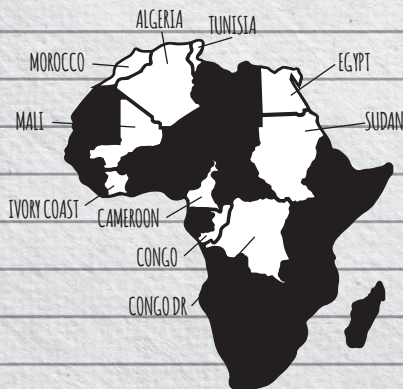 ALGERIA
TUNISIA
MOROCCO
EGYPT
MALI
SUDAN
IVORY COAST
CAMEROON
CONGO
CONGO DR